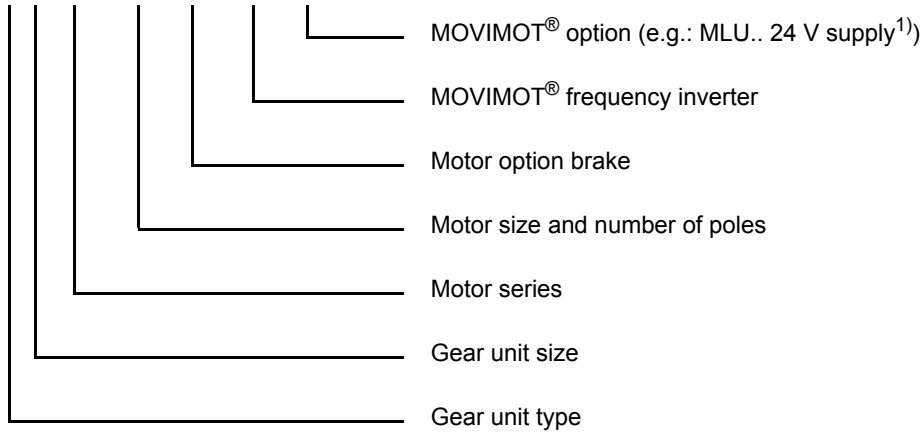 MOVIMOT® option (e.g.: MLU.. 24 V supply1))
MOVIMOT® frequency inverter
Motor option brake
Motor size and number of poles
Motor series
Gear unit size
Gear unit type